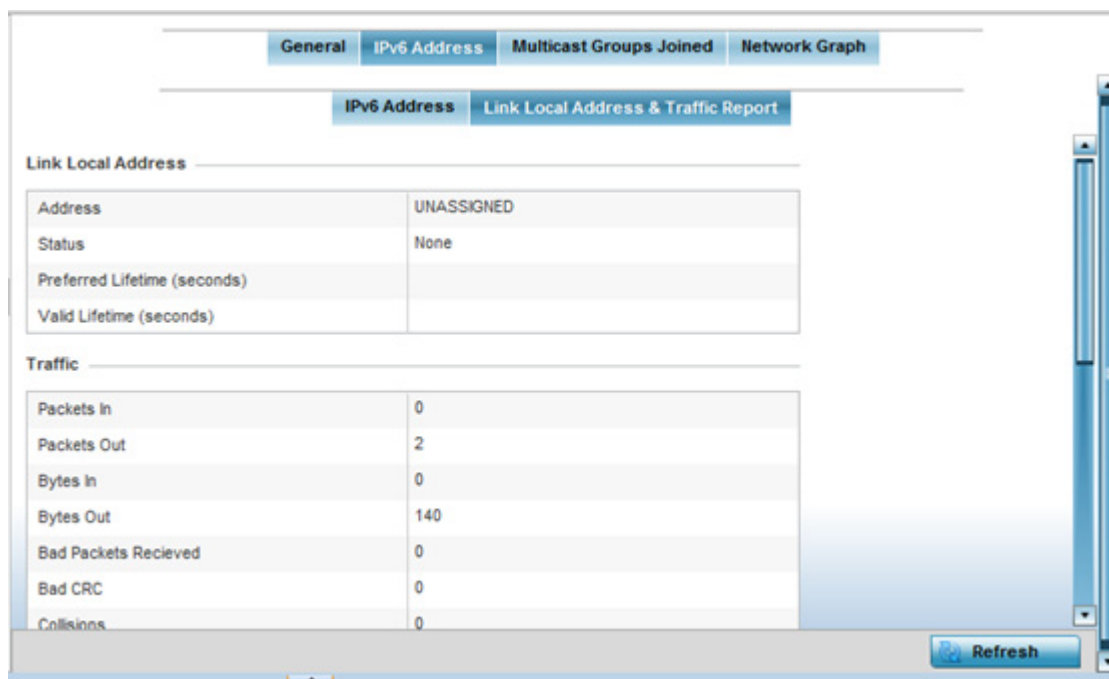 General IPv6 Address Multicast Groups Joined Network Graph
IPv6 Address Link Local Address & Traffic Report
Link Local Address
Address UNASSIGNED
Status None
Preferred Lifetime (seconds)
Valid Lifetime (seconds)
Traffic
Packets In 0
Packets Out 2
Bytes In 0
Bytes Out 140
Bad Packets Recieved 0
Bad CRC 0
Collisions 0
Refresh